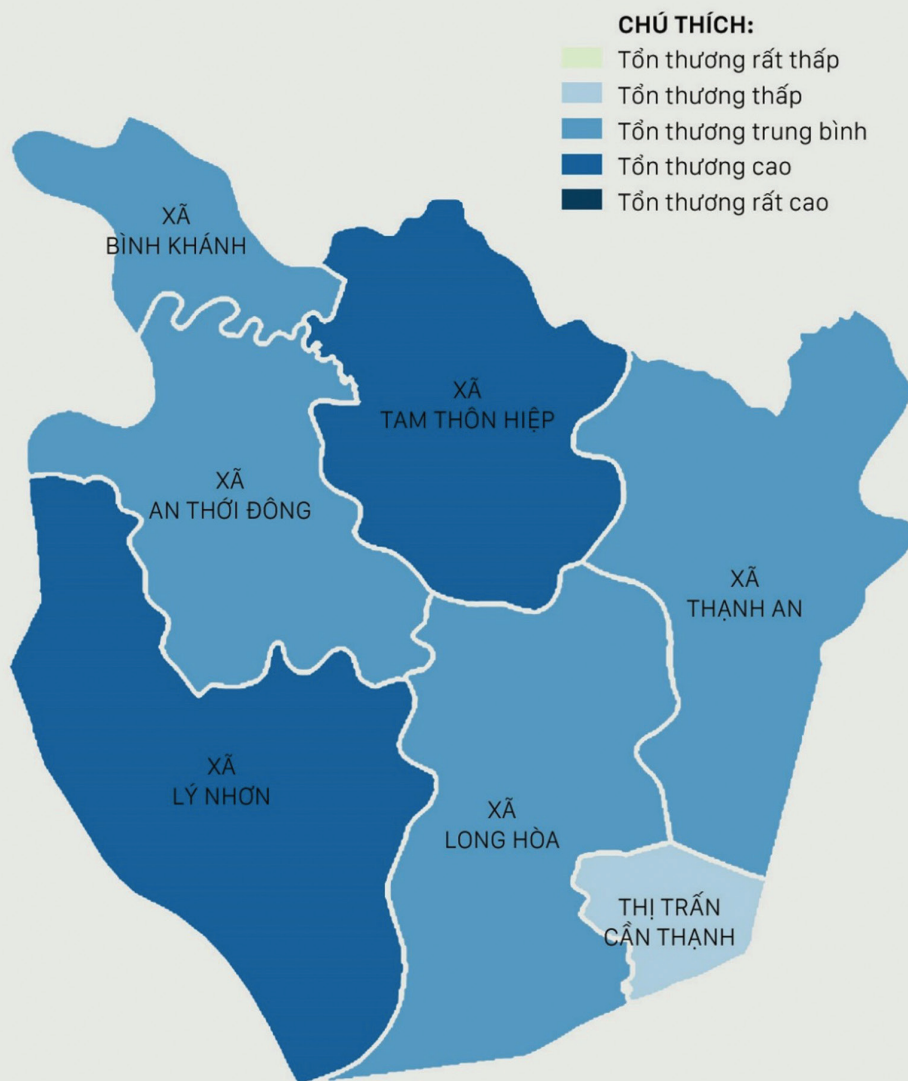 CHÚ THÍCH:
Tổn thương rất thấp
Tổn thương thấp
Tổn thương trung bình
Tổn thương cao
Tổn thương rất cao
XÃ
BÌNH KHÁNH
XÃ
TAM THÔN HIỆP
XÃ
AN THỚI ĐÔNG
XÃ
THẠNH AN
XÃ
LÝ NHƠN
XÃ
LONG HÒA
THỊ TRẤN
CẦN THẠNH